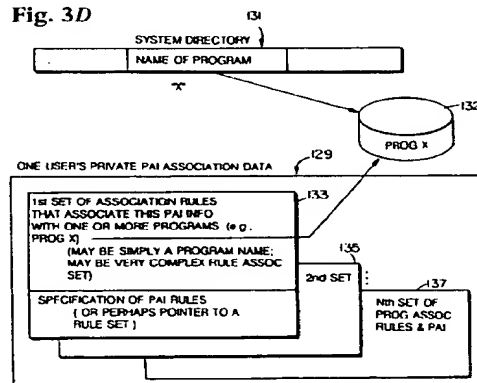 Fig. 3D
131
SYSTEM DIRECTORY
NAME OF PROGRAM
"X"
132
PROG X
ONE USER'S PRIVATE PAI ASSOCIATION DATA
129
133
1st SET OF ASSOCIATION RULES
THAT ASSOCIATE THIS PAI INFO
WITH ONE OR MORE PROGRAMS (e.g.,
PROG X)
(MAY BE SIMPLY A PROGRAM NAME;
MAY BE VERY COMPLEX RULE ASSOC
SET)
SPECIFICATION OF PAI RULES
( OR PERHAPS POINTER TO A
RULE SET )
135
2nd SET
137
Nth SET OF
PROG ASSOC
RULES & PAI